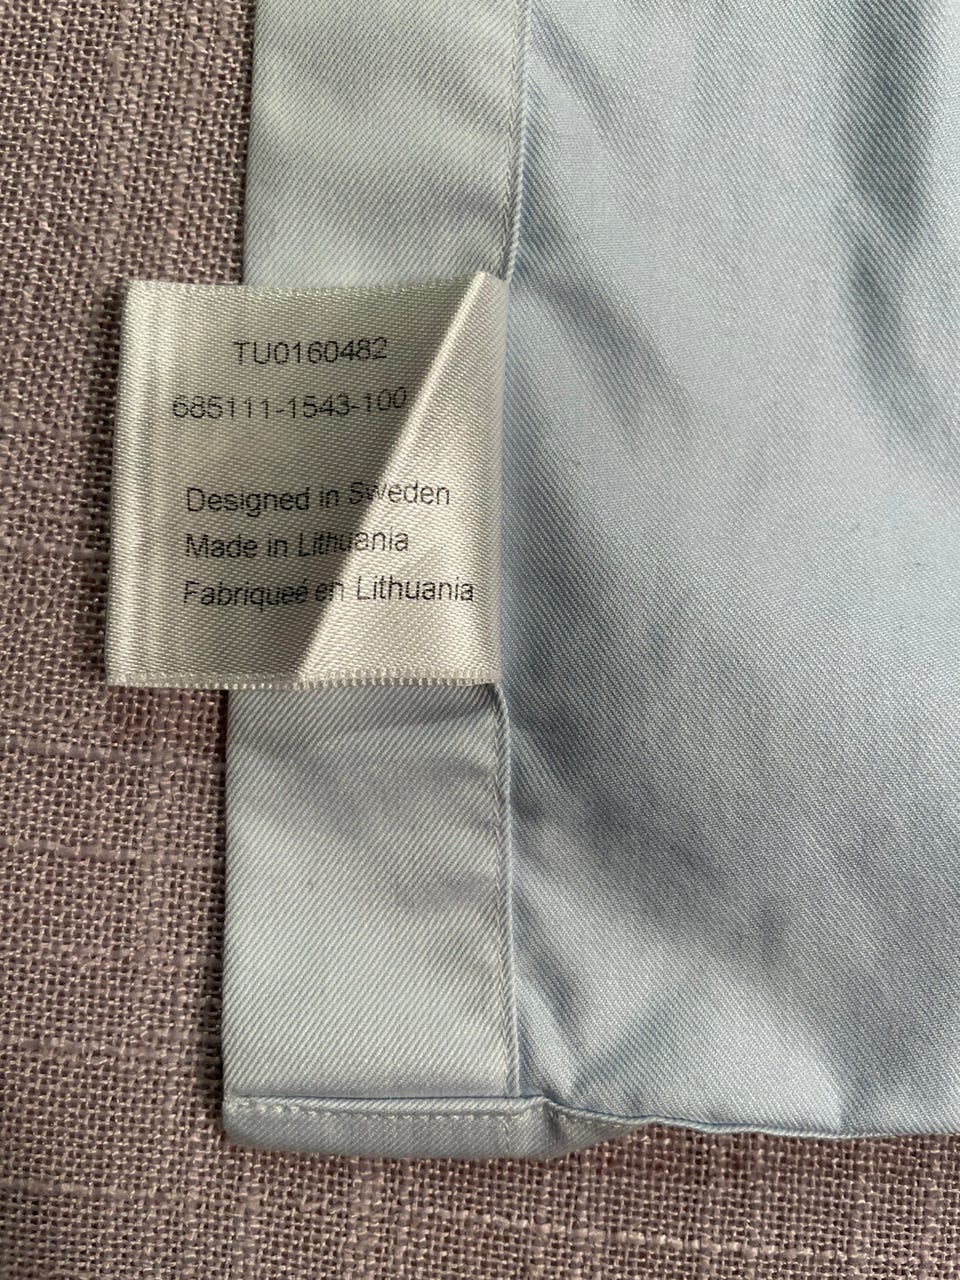 TU0160482
685111-1543-100
Designed in Sweden
Made in Lithuania
Fabriqueé en Lithuania